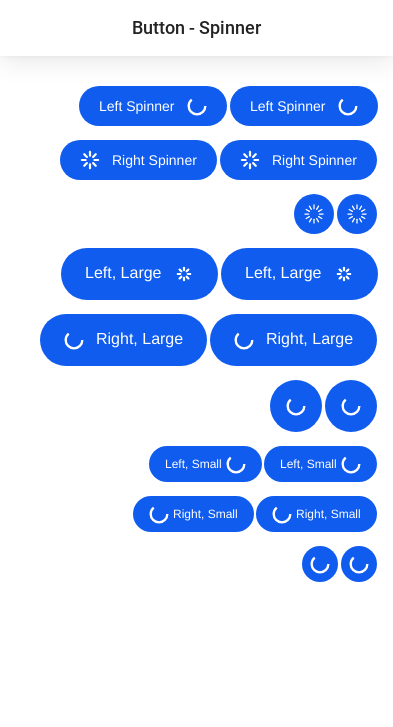 Button - Spinner
Left Spinner Left Spinner
Right Spinner Right Spinner
Left, Large Left, Large
Right, Large Right, Large
Left, Small Left, Small
Right, Small Right, Small